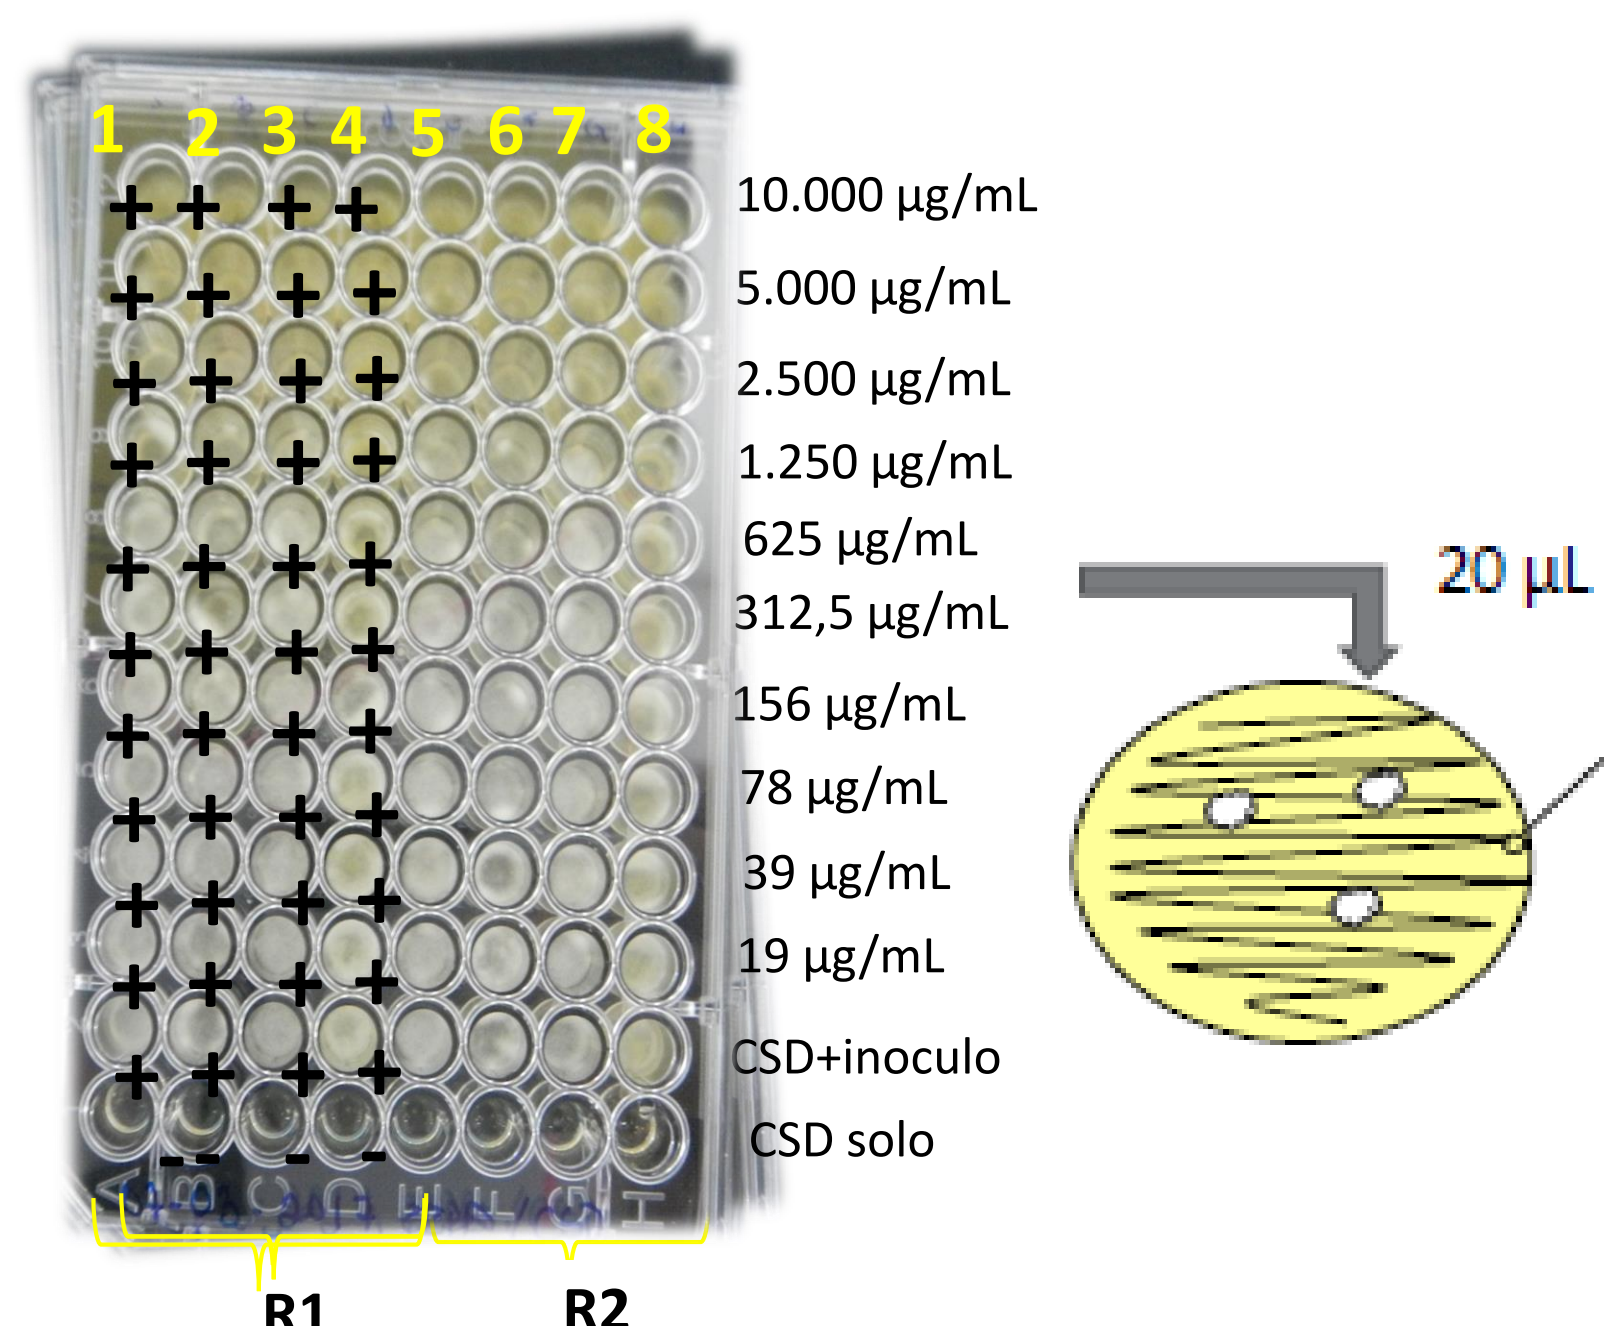 1 2 3 4 5 6 7 8
+ + + + 10.000 µg/mL
+ + + + 5.000 µg/mL
+ + + + 2.500 µg/mL
+ + + + 1.250 µg/mL
+ + + + 625 µg/mL
+ + + + 312,5 µg/mL
+ + + + 156 µg/mL
+ + + + 78 µg/mL
+ + + + 39 µg/mL
+ + + + 19 µg/mL
+ + + + CSD+inoculo
- - - - CSD solo
20 µL
A B C D E F G H
R1 R2